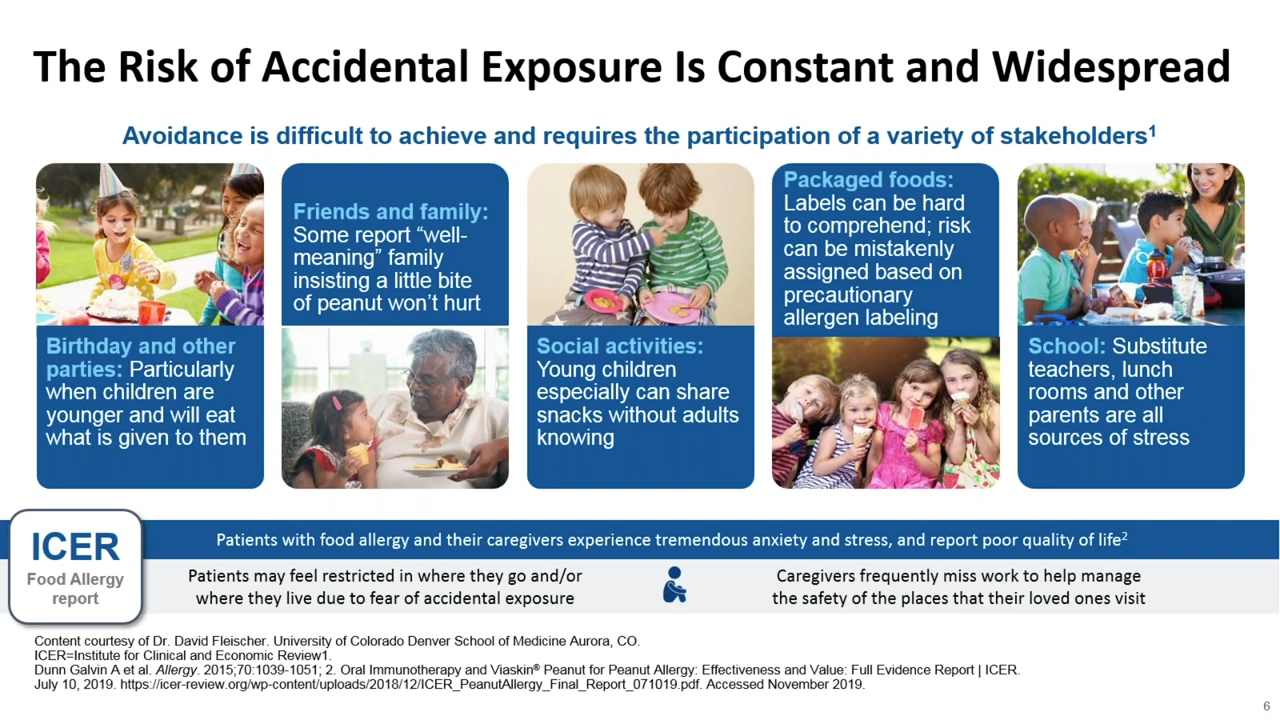 The Risk of Accidental Exposure Is Constant and Widespread
Avoidance is difficult to achieve and requires the participation of a variety of stakeholders¹
Birthday and other
parties: Particularly
when children are
younger and will eat
what is given to them
Friends and family:
Some report “well-
meaning” family
insisting a little bite
of peanut won’t hurt
Social activities:
Young children
especially can share
snacks without adults
knowing
Packaged foods:
Labels can be hard
to comprehend; risk
can be mistakenly
assigned based on
precautionary
allergen labeling
School: Substitute
teachers, lunch
rooms and other
parents are all
sources of stress
ICER
Food Allergy
report
Patients with food allergy and their caregivers experience tremendous anxiety and stress, and report poor quality of life²
Patients may feel restricted in where they go and/or
where they live due to fear of accidental exposure
Caregivers frequently miss work to help manage
the safety of the places that their loved ones visit
Content courtesy of Dr. David Fleischer. University of Colorado Denver School of Medicine Aurora, CO.
ICER=Institute for Clinical and Economic Review1.
Dunn Galvin A et al. Allergy. 2015;70:1039-1051; 2. Oral Immunotherapy and Viaskin® Peanut for Peanut Allergy: Effectiveness and Value: Full Evidence Report | ICER.
July 10, 2019. https://icer-review.org/wp-content/uploads/2018/12/ICER_PeanutAllergy_Final_Report_071019.pdf. Accessed November 2019.
6